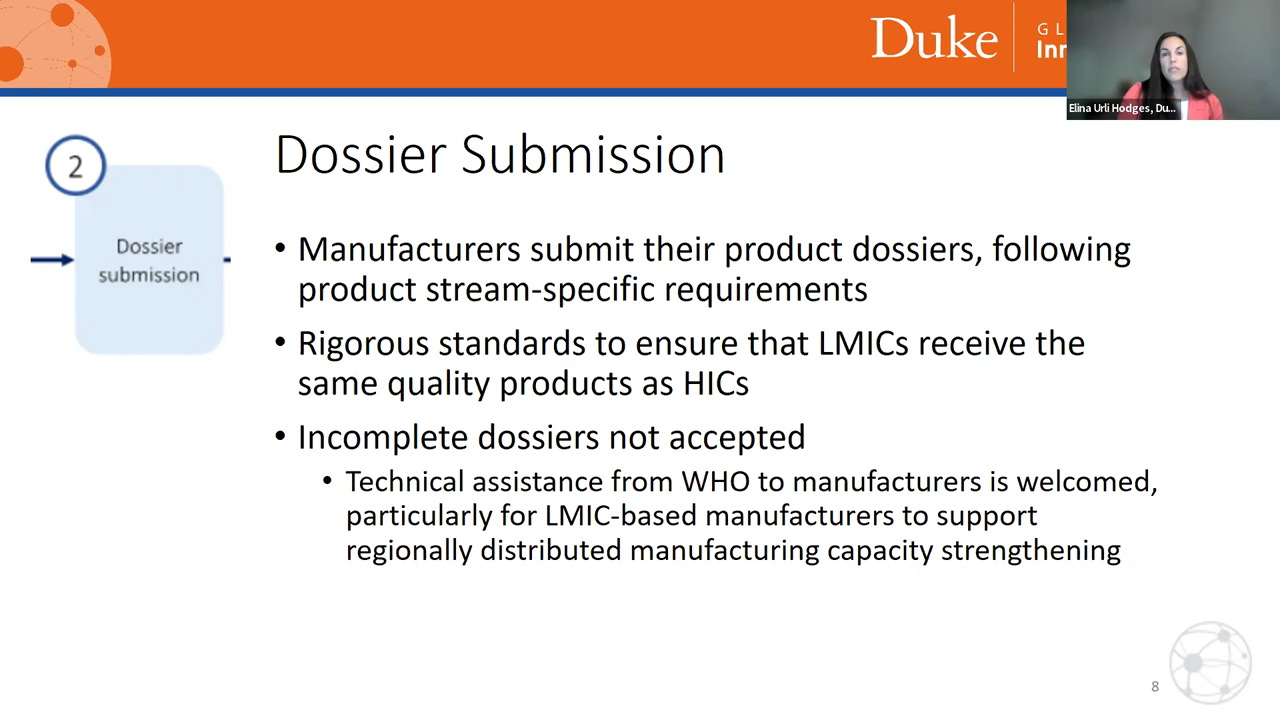 Duke
GL
Inn
Elina Urli Hodges, Du...
2
Dossier
submission
Dossier Submission
• Manufacturers submit their product dossiers, following
product stream-specific requirements
• Rigorous standards to ensure that LMICs receive the
same quality products as HICs
• Incomplete dossiers not accepted
• Technical assistance from WHO to manufacturers is welcomed,
particularly for LMIC-based manufacturers to support
regionally distributed manufacturing capacity strengthening
8